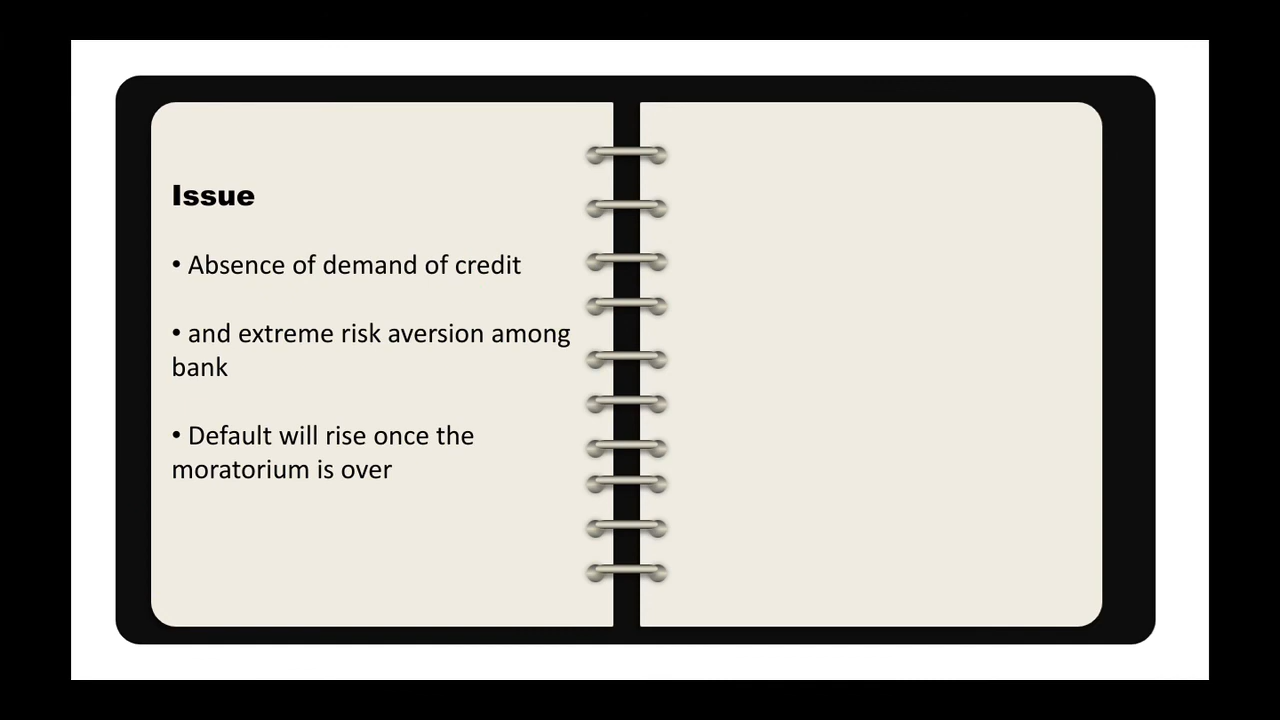 Issue
• Absence of demand of credit
• and extreme risk aversion among
bank
• Default will rise once the
moratorium is over